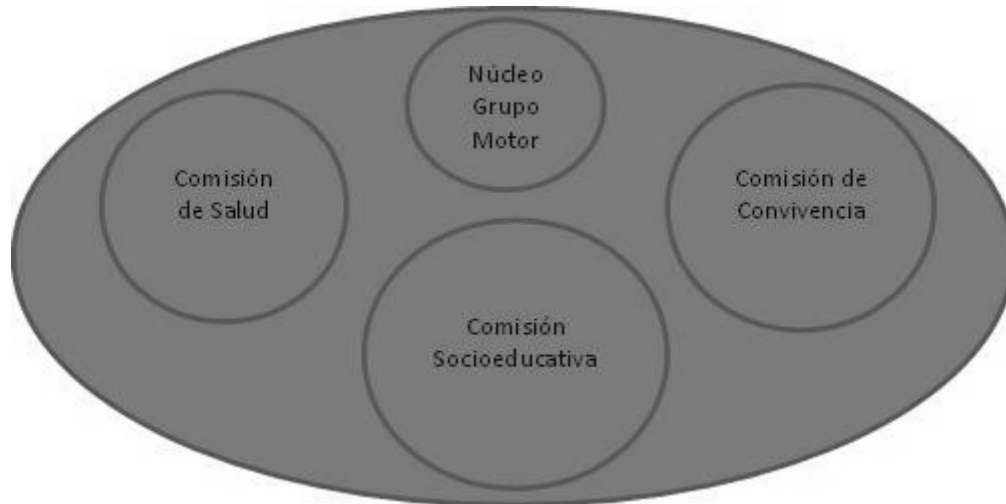 Núcleo
Grupo
Motor
Comisión
de Salud
Comisión de
Convivencia
Comisión
Socioeducativa